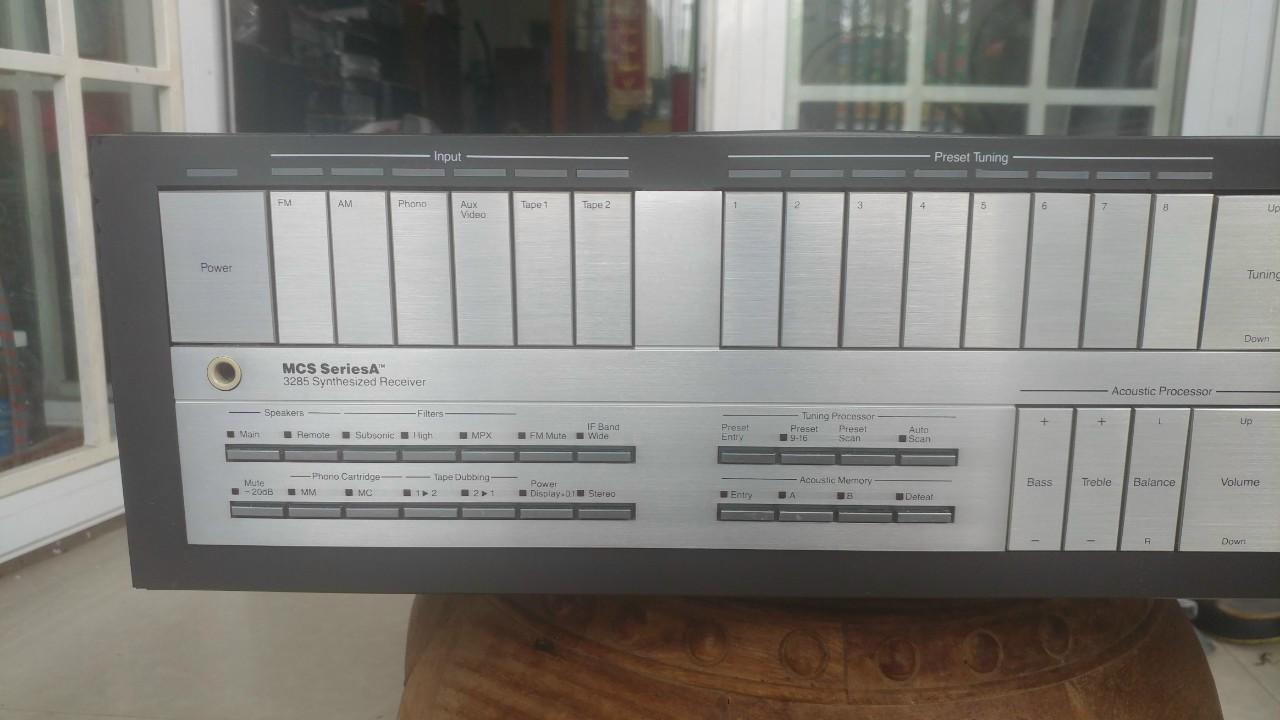 Input
Preset Tuning
FM
AM
Phono
Aux
Video
Tape 1
Tape 2
1
2
3
4
5
6
7
8
Up
Power
Tuning
Down
MCS SeriesA™
3285 Synthesized Receiver
Acoustic Processor
Speakers
Filters
Main
Remote
Subsonic
High
MPX
FM Mute
IF Band
Wide
Mute
-20dB
Phono Cartridge
MM
MC
Tape Dubbing
1 ▶ 2
2 ▶ 1
Power
Display÷0.1
Stereo
Tuning Processor
Preset
Entry
Preset
9-16
Preset
Scan
Auto
Scan
Acoustic Memory
Entry
A
B
Defeat
+
Bass
−
+
Treble
−
L
Balance
R
Up
Volume
Down